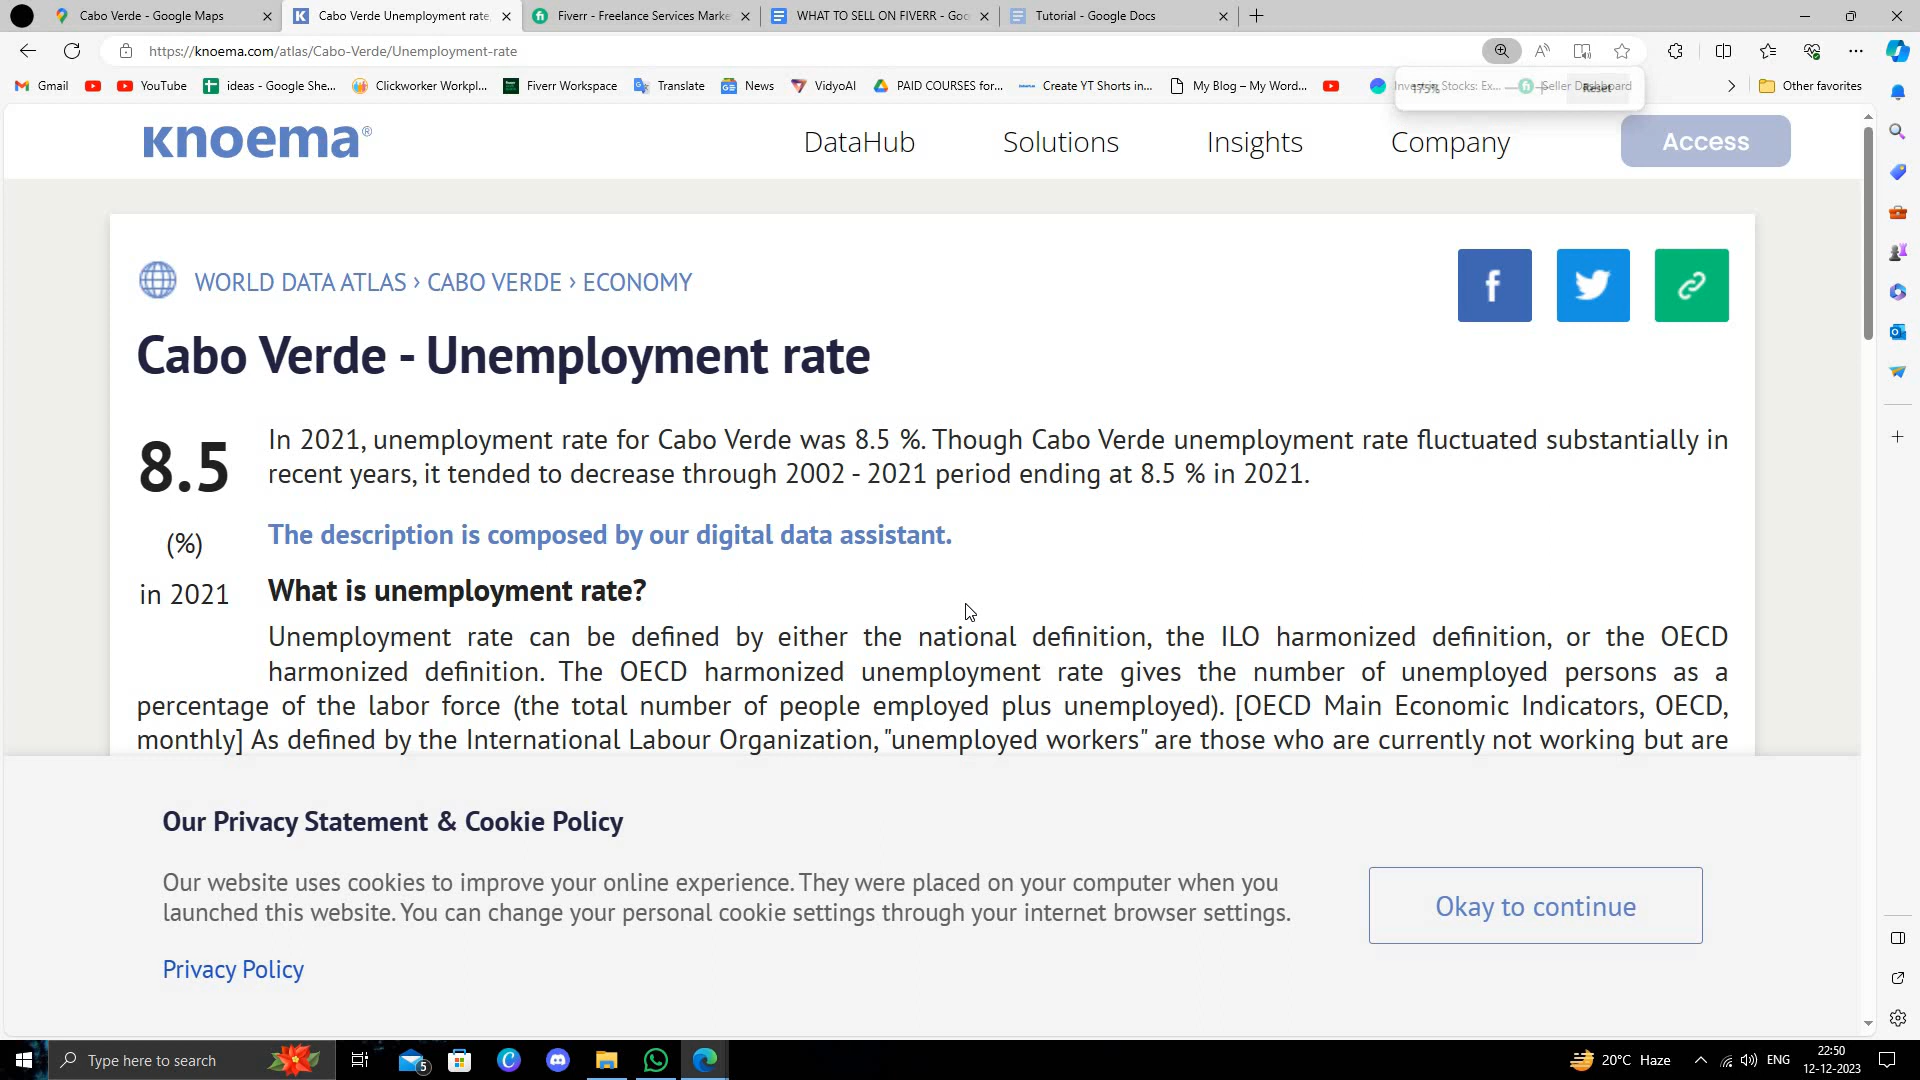 Cabo Verde - Google Maps
Cabo Verde Unemployment rate,
Fiverr - Freelance Services Marke
WHAT TO SELL ON FIVERR - Goo
Tutorial - Google Docs
https://knoema.com/atlas/Cabo-Verde/Unemployment-rate
Gmail
YouTube
ideas - Google She...
Clickworker Workpl...
Fiverr Workspace
Translate
News
VidyoAI
PAID COURSES for...
Create YT Shorts in...
My Blog – My Word...
Invest in Stocks: Ex...
Seller Dashboard
175%
Reset
Other favorites
knoema®
DataHub
Solutions
Insights
Company
Access
WORLD DATA ATLAS › CABO VERDE › ECONOMY
Cabo Verde - Unemployment rate
8.5
(%)
in 2021
In 2021, unemployment rate for Cabo Verde was 8.5 %. Though Cabo Verde unemployment rate fluctuated substantially in
recent years, it tended to decrease through 2002 - 2021 period ending at 8.5 % in 2021.
The description is composed by our digital data assistant.
What is unemployment rate?
Unemployment rate can be defined by either the national definition, the ILO harmonized definition, or the OECD
harmonized definition. The OECD harmonized unemployment rate gives the number of unemployed persons as a
percentage of the labor force (the total number of people employed plus unemployed). [OECD Main Economic Indicators, OECD,
monthly] As defined by the International Labour Organization, "unemployed workers" are those who are currently not working but are
Our Privacy Statement & Cookie Policy
Our website uses cookies to improve your online experience. They were placed on your computer when you
launched this website. You can change your personal cookie settings through your internet browser settings.
Okay to continue
Privacy Policy
Type here to search
5
20°C Haze
ENG
22:50
12-12-2023